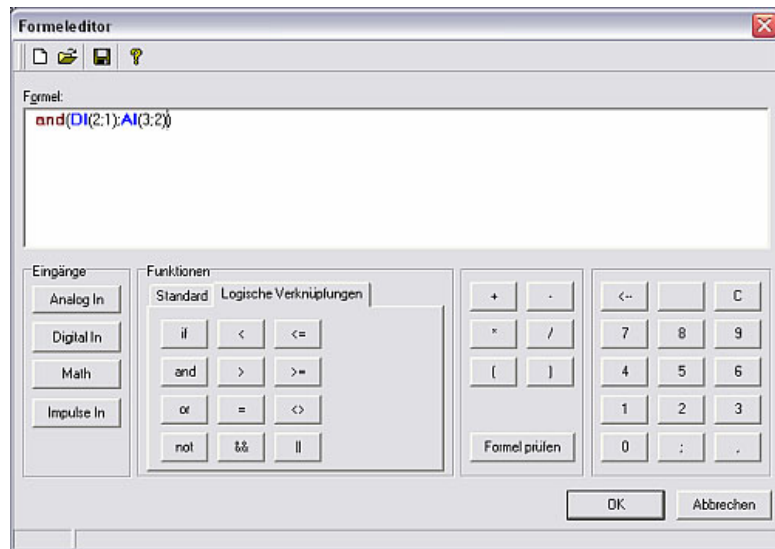 Formeleditor
Formel:
and(DI(2;1);AI(3;2))
Eingänge
Analog In
Digital In
Math
Impulse In
Funktionen
Standard Logische Verknüpfungen
if < <=
and > >=
or = <>
not && ||
+ -
* /
( )
Formel prüfen
<-- C
7 8 9
4 5 6
1 2 3
0 ; ,
OK Abbrechen